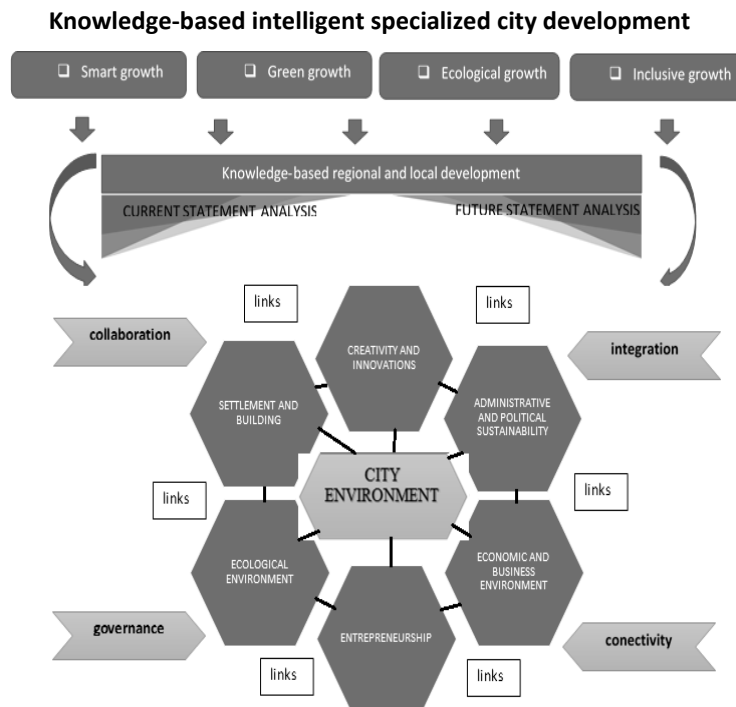 Knowledge-based intelligent specialized city development
❑ Smart growth
❑ Green growth
❑ Ecological growth
❑ Inclusive growth
Knowledge-based regional and local development
CURRENT STATEMENT ANALYSIS
FUTURE STATEMENT ANALYSIS
links
links
collaboration
integration
CREATIVITY AND
INNOVATIONS
SETTLEMENT AND
BUILDING
ADMINISTRATIVE
AND POLITICAL
SUSTAINABILITY
CITY
ENVIRONMENT
links
links
ECOLOGICAL
ENVIRONMENT
ECONOMIC AND
BUSINESS
ENVIRONMENT
governance
ENTREPRENEURSHIP
conectivity
links
links